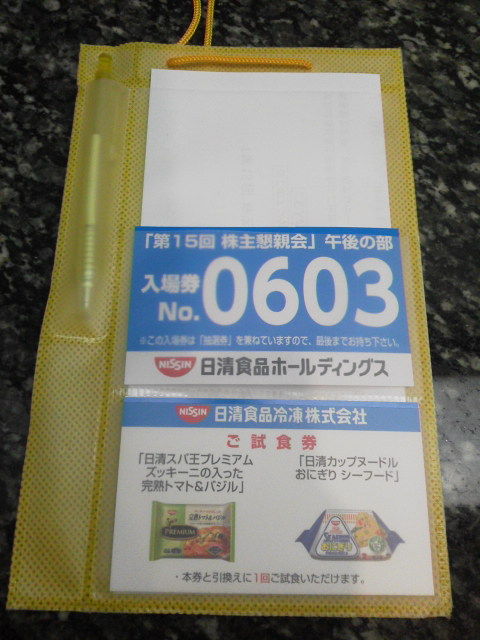 「第15回 株主懇親会」午後の部
入場券
No. 0603
※この入場券は「抽選券」を兼ねていますので、最後までお持ち下さい。
NISSIN 日清食品ホールディングス
NISSIN 日清食品冷凍株式会社
ご試食券
「日清スパ王プレミアム
ズッキーニの入った
完熟トマト&バジル」
「日清カップヌードル
おにぎり シーフード」
PREMIUM
・本券と引換えに1回ご試食いただけます。